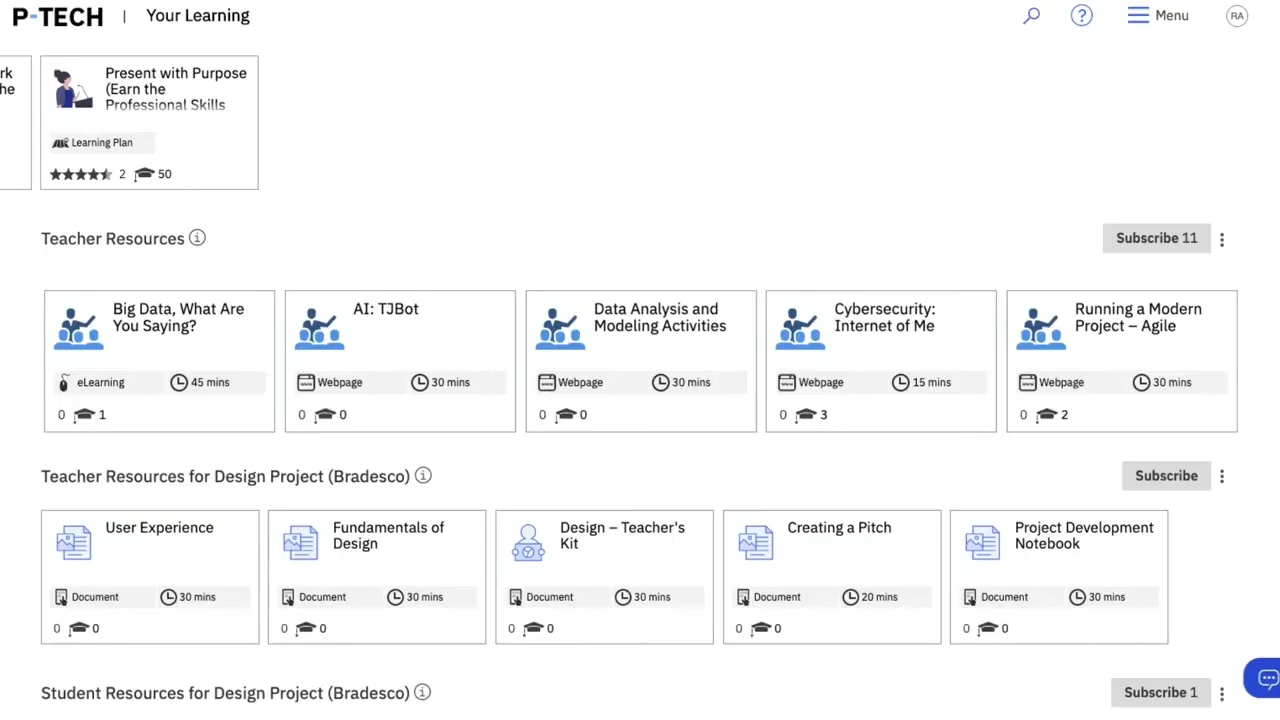 P-TECH | Your Learning
Menu
RA
rk
he
Present with Purpose
(Earn the
Professional Skills
Learning Plan
2 50
Teacher Resources
Subscribe 11
Big Data, What Are
You Saying?
eLearning 45 mins
0 1
AI: TJBot
Webpage 30 mins
0 0
Data Analysis and
Modeling Activities
Webpage 30 mins
0 0
Cybersecurity:
Internet of Me
Webpage 15 mins
0 3
Running a Modern
Project – Agile
Webpage 30 mins
0 2
Teacher Resources for Design Project (Bradesco)
Subscribe
User Experience
Document 30 mins
0 0
Fundamentals of
Design
Document 30 mins
0 0
Design – Teacher's
Kit
Document 30 mins
0 0
Creating a Pitch
Document 20 mins
0 0
Project Development
Notebook
Document 30 mins
0 0
Student Resources for Design Project (Bradesco)
Subscribe 1